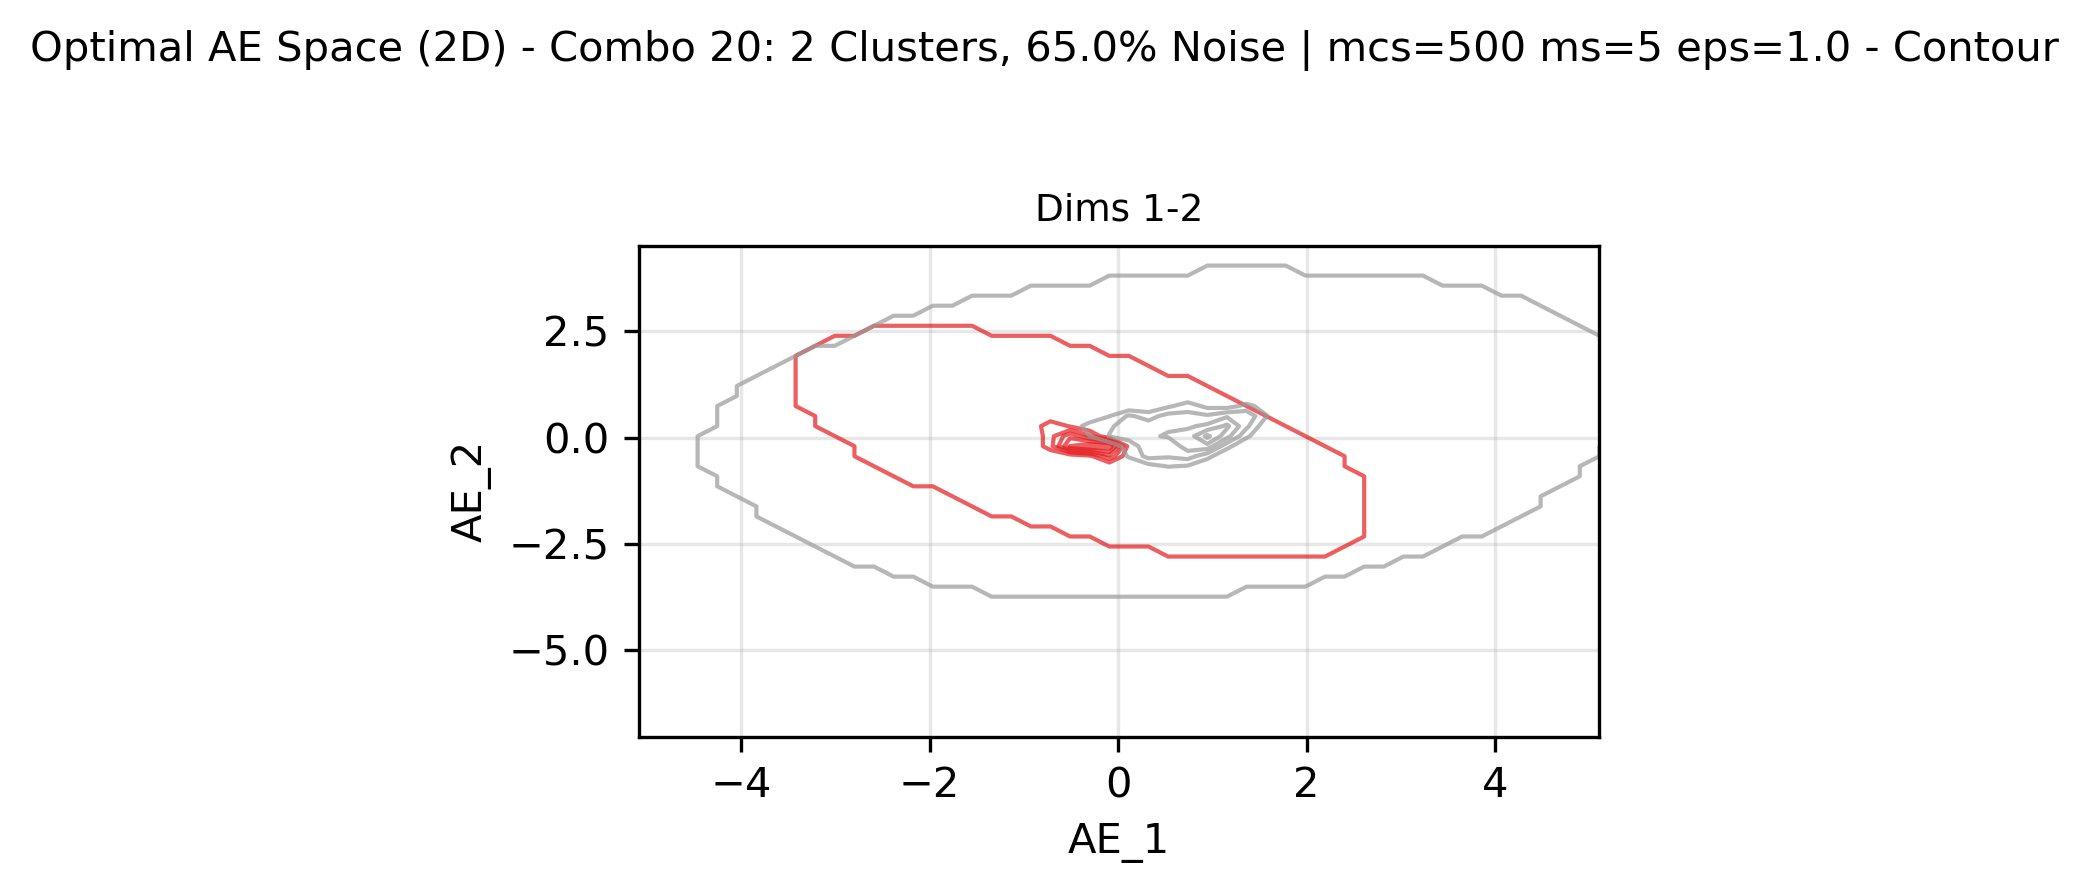 Optimal AE Space (2D) - Combo 20: 2 Clusters, 65.0% Noise | mcs=500 ms=5 eps=1.0 - Contour
Dims 1-2
2.5
0.0
−2.5
−5.0
AE_2
−4
−2
0
2
4
AE_1